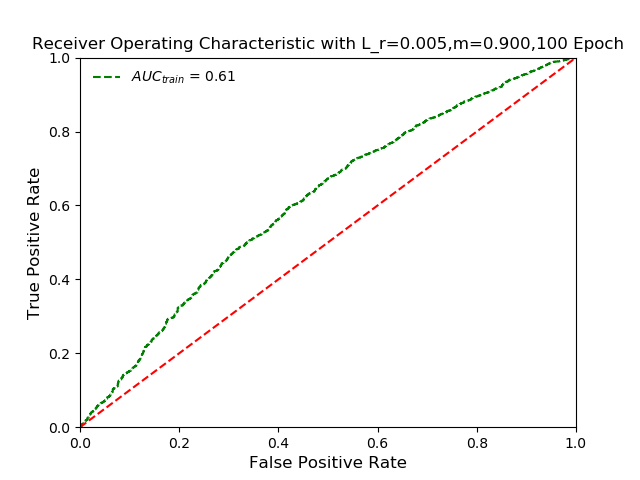 Receiver Operating Characteristic with L_r=0.005,m=0.900,100 Epoch
1.0
AUC_train = 0.61
0.8
0.6
0.4
0.2
0.0
True Positive Rate
0.0 0.2 0.4 0.6 0.8 1.0
False Positive Rate